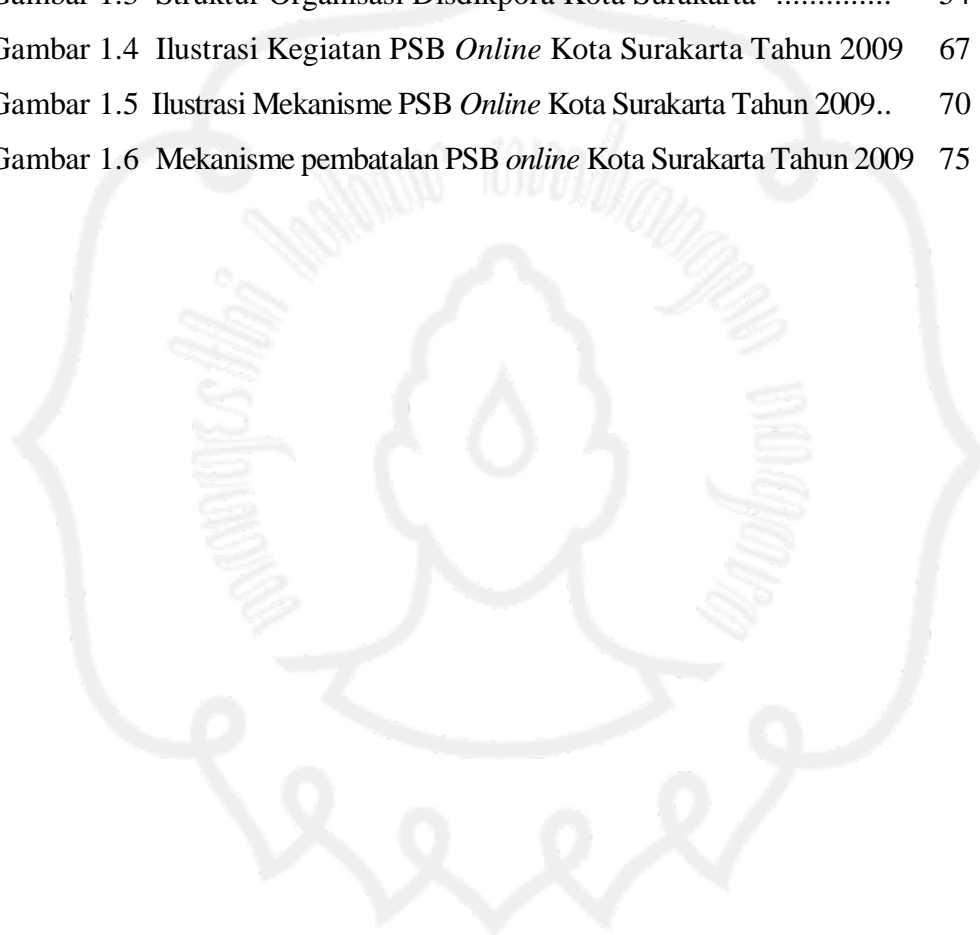 Gambar 1.3 Struktur Organisasi Disdikpora Kota Surakarta ..............
Gambar 1.4 Ilustrasi Kegiatan PSB Online Kota Surakarta Tahun 2009 67
Gambar 1.5 Ilustrasi Mekanisme PSB Online Kota Surakarta Tahun 2009.. 70
Gambar 1.6 Mekanisme pembatalan PSB online Kota Surakarta Tahun 2009 75